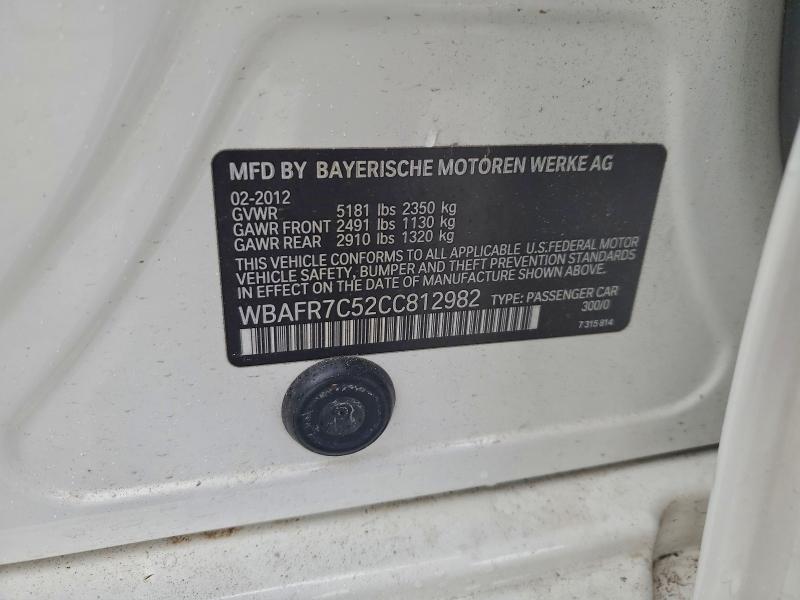 MFD BY BAYERISCHE MOTOREN WERKE AG
02-2012
GVWR 5181 lbs 2350 kg
GAWR FRONT 2491 lbs 1130 kg
GAWR REAR 2910 lbs 1320 kg
THIS VEHICLE CONFORMS TO ALL APPLICABLE U.S.FEDERAL MOTOR
VEHICLE SAFETY, BUMPER AND THEFT PREVENTION STANDARDS
IN EFFECT ON THE DATE OF MANUFACTURE SHOWN ABOVE.
WBAFR7C52CC812982 TYPE: PASSENGER CAR
300/0
7 315 814